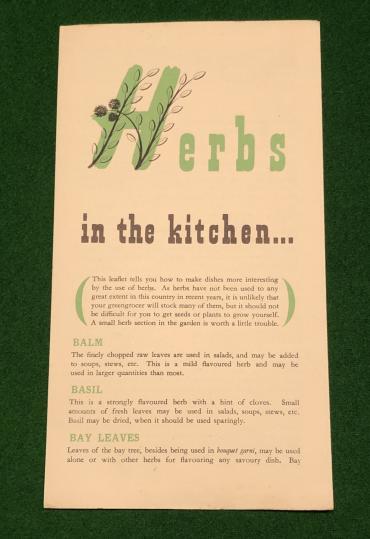 Herbs
in the kitchen...
This leaflet tells you how to make dishes more interesting
by the use of herbs. As herbs have not been used to any
great extent in this country in recent years, it is unlikely that
your greengrocer will stock many of them, but it should not
be difficult for you to get seeds or plants to grow yourself.
A small herb section in the garden is worth a little trouble.
BALM
The finely chopped raw leaves are used in salads, and may be added
to soups, stews, etc. This is a mild flavoured herb and may be
used in larger quantities than most.
BASIL
This is a strongly flavoured herb with a hint of cloves. Small
amounts of fresh leaves may be used in salads, soups, stews, etc.
Basil may be dried, when it should be used sparingly.
BAY LEAVES
Leaves of the bay tree, besides being used in bouquet garni, may be used
alone or with other herbs for flavouring any savoury dish. Bay